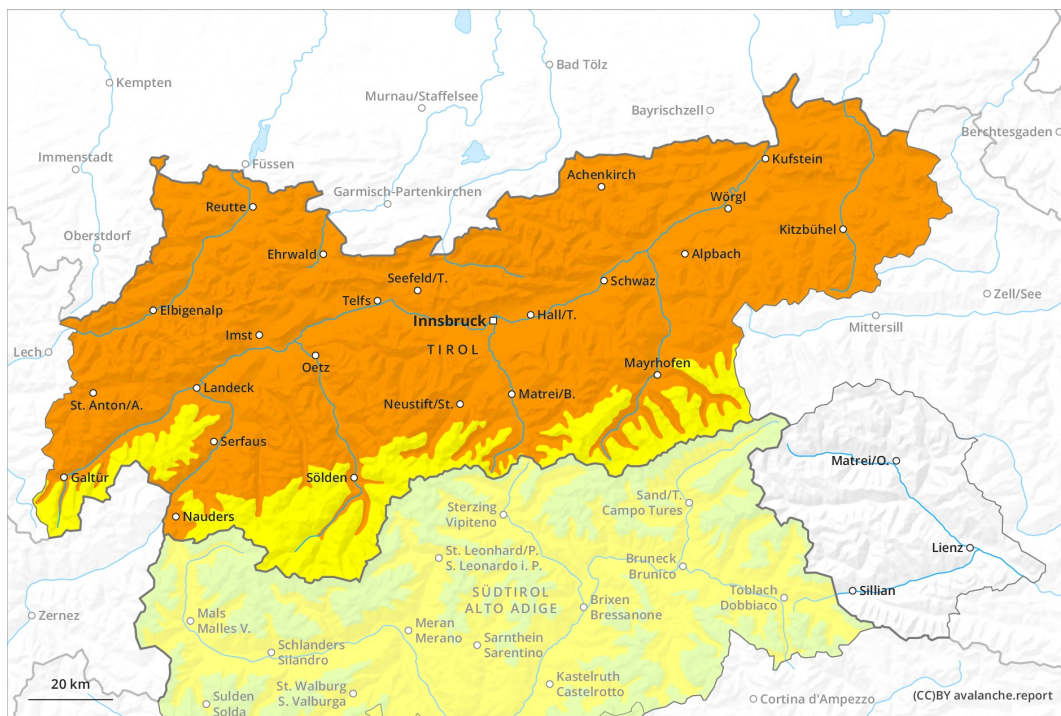 Kempten
Bad Tölz
Murnau/Staffelsee
Bayrischzell
Berchtesgaden
Immenstadt
Füssen
Kufstein
Achenkirch
Garmisch-Partenkirchen
Wörgl
Reutte
Oberstdorf
Kitzbühel
Ehrwald
Alpbach
Seefeld/T.
Schwaz
Zell/See
Telfs
Elbigenalp
Hall/T.
Innsbruck
Mittersill
Imst
TIROL
Lech
Oetz
Mayrhofen
Landeck
St. Anton/A.
Matrei/B.
Neustift/St.
Serfaus
Matrei/O.
Galtür
Sölden
Sand/T.
Campo Tures
Sterzing
Vipiteno
Nauders
Lienz
St. Leonhard/P.
S. Leonardo i. P.
Bruneck
Brunico
SÜDTIROL
ALTO ADIGE
Toblach
Dobbiaco
Sillian
Zernez
Mals
Malles V.
Brixen
Bressanone
Meran
Merano
Schlanders
Silandro
Sarnthein
Sarentino
20 km
St. Walburg
S. Valburga
Kastelruth
Castelrotto
Sulden
Solda
Cortina d'Ampezzo
(CC)BY avalanche.report